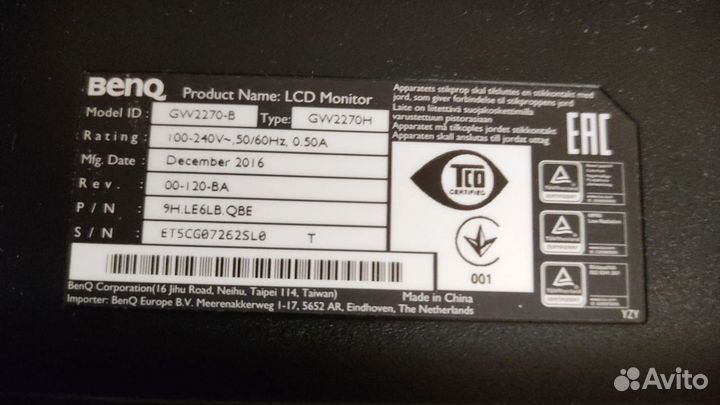 BenQ Product Name: LCD Monitor
Model ID : GW2270-B Type: GW2270H
Rating : 100-240V~,50/60Hz, 0.50A
Mfg. Date : December 2016
Rev. 00-120-BA
P/N : 9H.LE6LB.QBE
S/N : ET5CG07262SL0 T
BenQ Corporation(16 Jihu Road, Neihu, Taipei 114, Taiwan)
Importer: BenQ Europe B.V. Meerenakkerweg 1-17, 5652 AR, Eindhoven, The Netherlands
Made in China
Apparatets stikprop skal tilsluttes en stikkontakt med
jord, som giver forbindelse til stikproppens jord
Laite on liitettävä suojakoskettimilla
varustettuun pistorasiaan
Apparatet må tilkoples jordet stikkontakt
Apparaten skall anslutas till jordat uttag.
TCO
CERTIFIED
001
EAC
Low Radiation
YZY
Avito